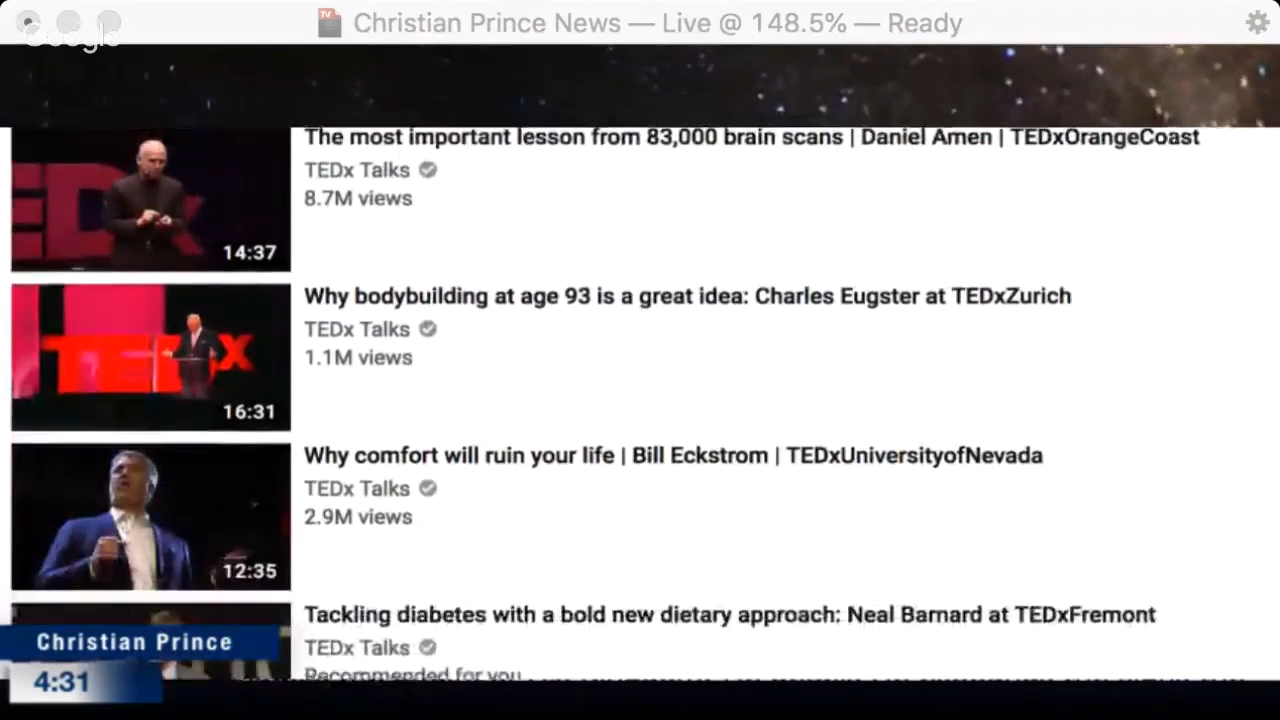 Christian Prince News — Live @ 148.5% — Ready
Google
The most important lesson from 83,000 brain scans | Daniel Amen | TEDxOrangeCoast
TEDx Talks
8.7M views
EDx
14:37
Why bodybuilding at age 93 is a great idea: Charles Eugster at TEDxZurich
TEDx Talks
1.1M views
TEDx
16:31
Why comfort will ruin your life | Bill Eckstrom | TEDxUniversityofNevada
TEDx Talks
2.9M views
12:35
Tackling diabetes with a bold new dietary approach: Neal Barnard at TEDxFremont
TEDx Talks
Recommended for you
Christian Prince
4:31